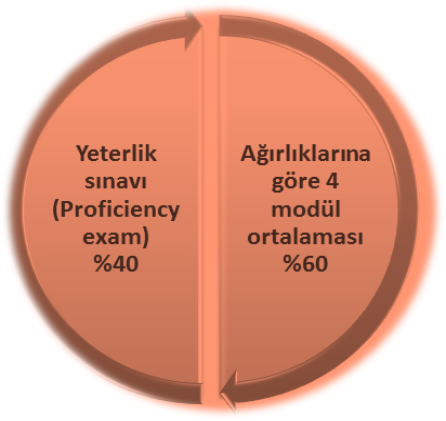 Yeterlik
sınavı
(Proficiency
exam)
%40
Ağırlıklarına
göre 4
modül
ortalaması
%60